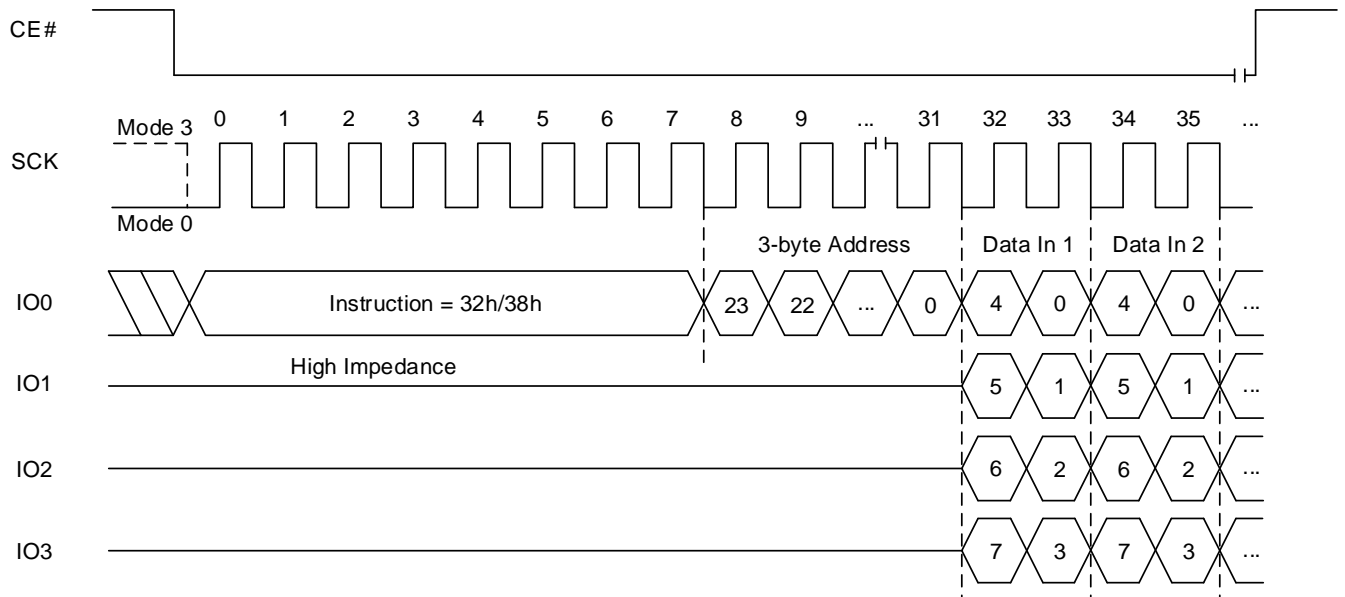 CE#
Mode 3 0 1 2 3 4 5 6 7 8 9 ... 31 32 33 34 35 ...
SCK
Mode 0
3-byte Address Data In 1 Data In 2
IO0 Instruction = 32h/38h 23 22 ... 0 4 0 4 0 ...
High Impedance
IO1 5 1 5 1 ...
IO2 6 2 6 2 ...
IO3 7 3 7 3 ...